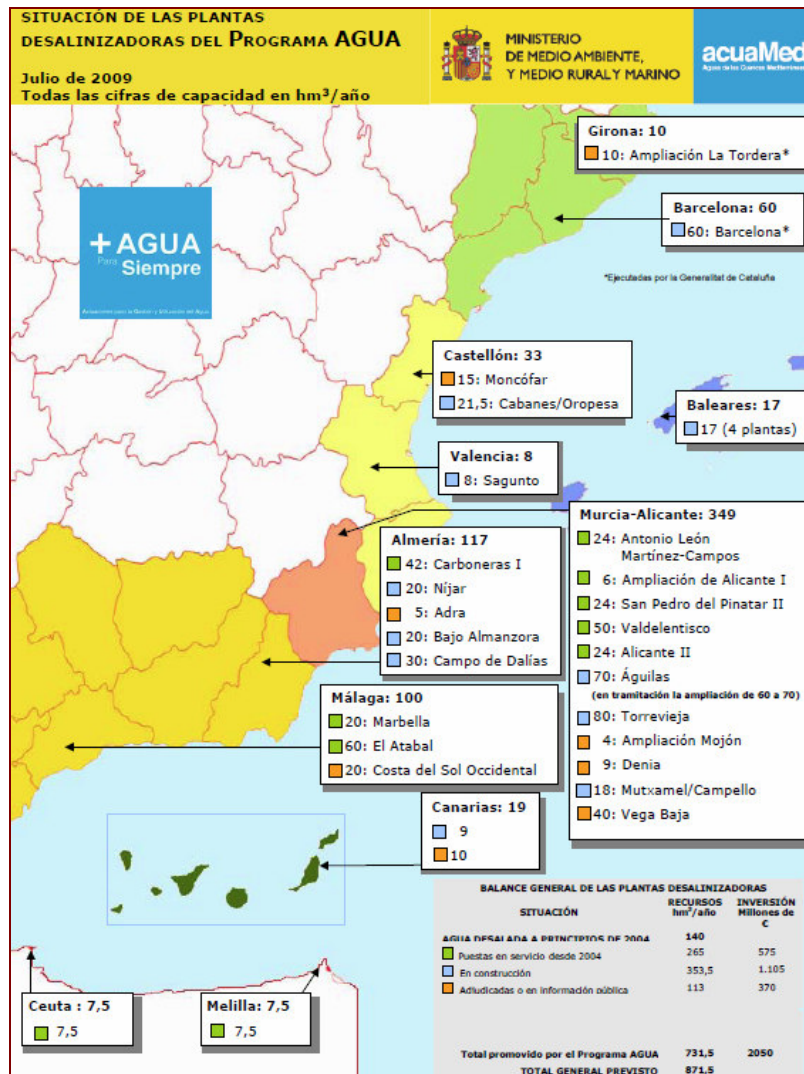 SITUACIÓN DE LAS PLANTAS
DESALINIZADORAS DEL PROGRAMA AGUA
Julio de 2009
Todas las cifras de capacidad en hm³/año
MINISTERIO
DE MEDIO AMBIENTE,
Y MEDIO RURAL Y MARINO
acuaMed
Aguas de las Cuencas Mediterráneas
Girona: 10
10: Ampliación La Tordera*
+AGUA
Para
Siempre
Barcelona: 60
60: Barcelona*
*Ejecutadas por la Generalitat de Cataluña
Castellón: 33
15: Moncófar
21,5: Cabanes/Oropesa
Baleares: 17
17 (4 plantas)
Valencia: 8
8: Sagunto
Almería: 117
42: Carboneras I
20: Níjar
5: Adra
20: Bajo Almanzora
30: Campo de Dalías
Murcia-Alicante: 349
24: Antonio León
Martínez-Campos
6: Ampliación de Alicante I
24: San Pedro del Pinatar II
50: Valdelentisco
24: Alicante II
70: Águilas
(en tramitación la ampliación de 60 a 70)
80: Torrevieja
4: Ampliación Mojón
9: Denia
18: Mutxamel/Campello
40: Vega Baja
Málaga: 100
20: Marbella
60: El Atabal
20: Costa del Sol Occidental
Canarias: 19
9
10
Ceuta : 7,5
7,5
Melilla: 7,5
7,5
BALANCE GENERAL DE LAS PLANTAS DESALINIZADORAS
SITUACIÓN RECURSOS hm³/año INVERSIÓN Millones de €
AGUA DESALADA A PRINCIPIOS DE 2004 140
Puestas en servicio desde 2004 265 575
En construcción 353,5 1.105
Adjudicadas o en información pública 113 370
Total promovido por el Programa AGUA 731,5 2050
TOTAL GENERAL PREVISTO 871,5